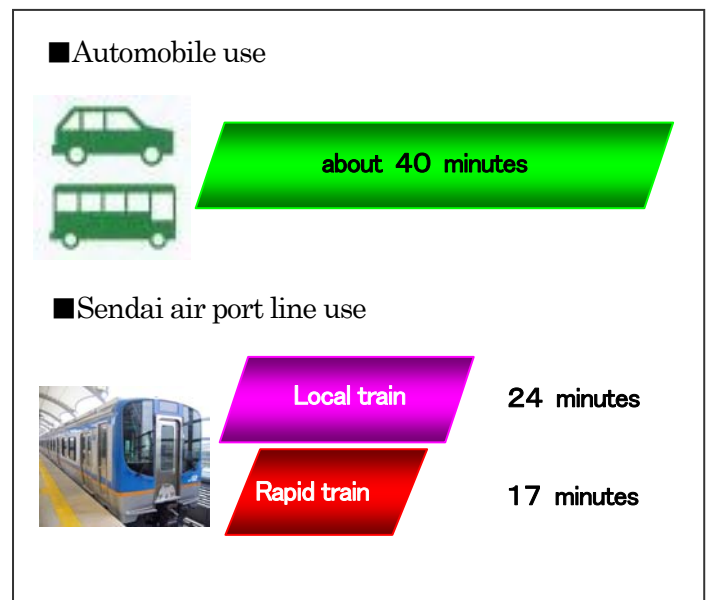 ■Automobile use
about 40 minutes
■Sendai air port line use
Local train 24 minutes
Rapid train 17 minutes